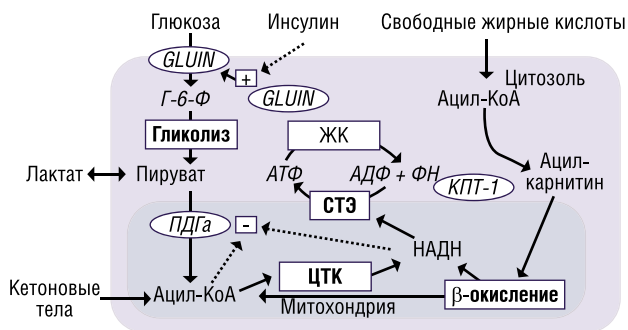 Глюкоза
Инсулин
Свободные жирные кислоты
GLUIN
+
GLUIN
Цитозоль
Г-6-Ф
Ацил-КоА
Гликолиз
ЖК
Лактат
Пируват
АТФ
АДФ + ФН
КПТ-1
Ацил-
карнитин
СТЭ
ПДГа
-
НАДН
Кетоновые
тела
Ацил-КоА
ЦТК
β-окисление
Митохондрия